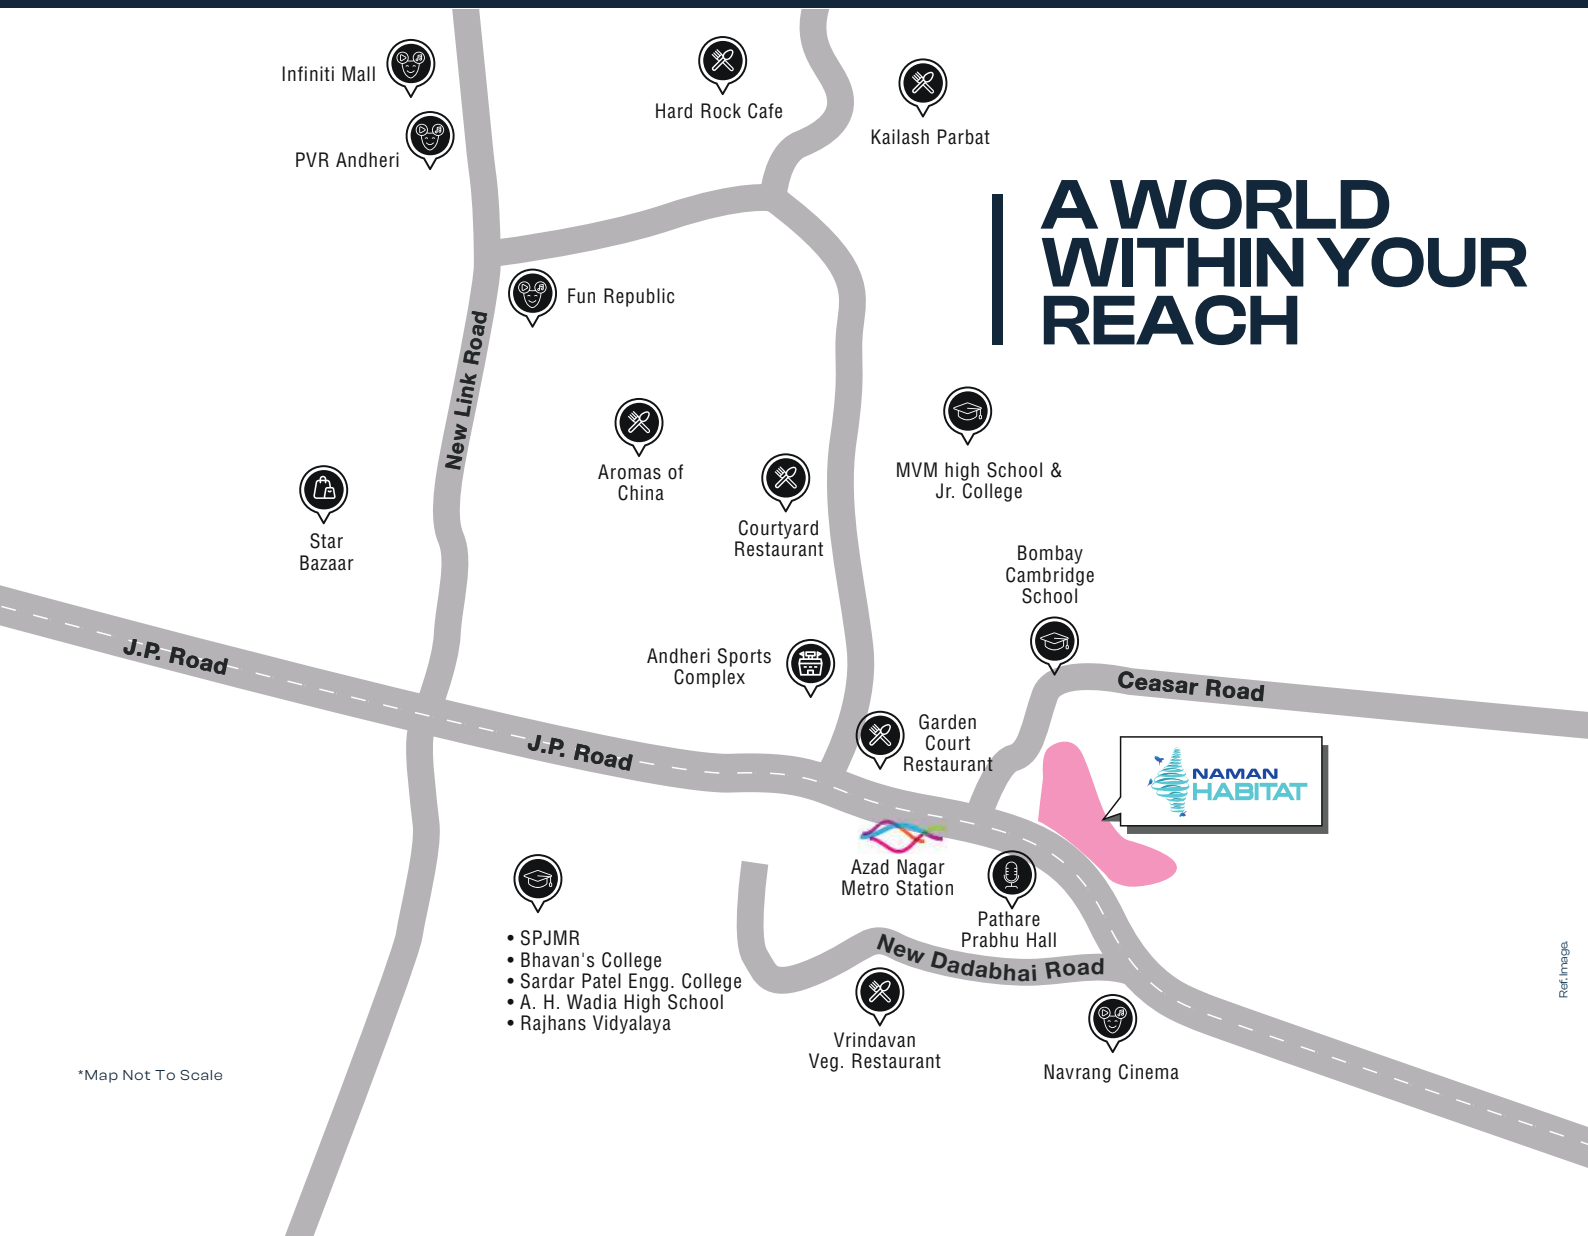 Infiniti Mall
PVR Andheri
Hard Rock Cafe
Kailash Parbat
A WORLD
WITHIN YOUR
REACH
Fun Republic
New Link Road
Aromas of
China
Courtyard
Restaurant
MVM high School &
Jr. College
Star
Bazaar
Bombay
Cambridge
School
J.P. Road
Andheri Sports
Complex
Ceasar Road
Garden
Court
Restaurant
J.P. Road
NAMAN
HABITAT
Azad Nagar
Metro Station
Pathare
Prabhu Hall
New Dadabhai Road
• SPJMR
• Bhavan's College
• Sardar Patel Engg. College
• A. H. Wadia High School
• Rajhans Vidyalaya
Vrindavan
Veg. Restaurant
Navrang Cinema
Ref. Image.
*Map Not To Scale